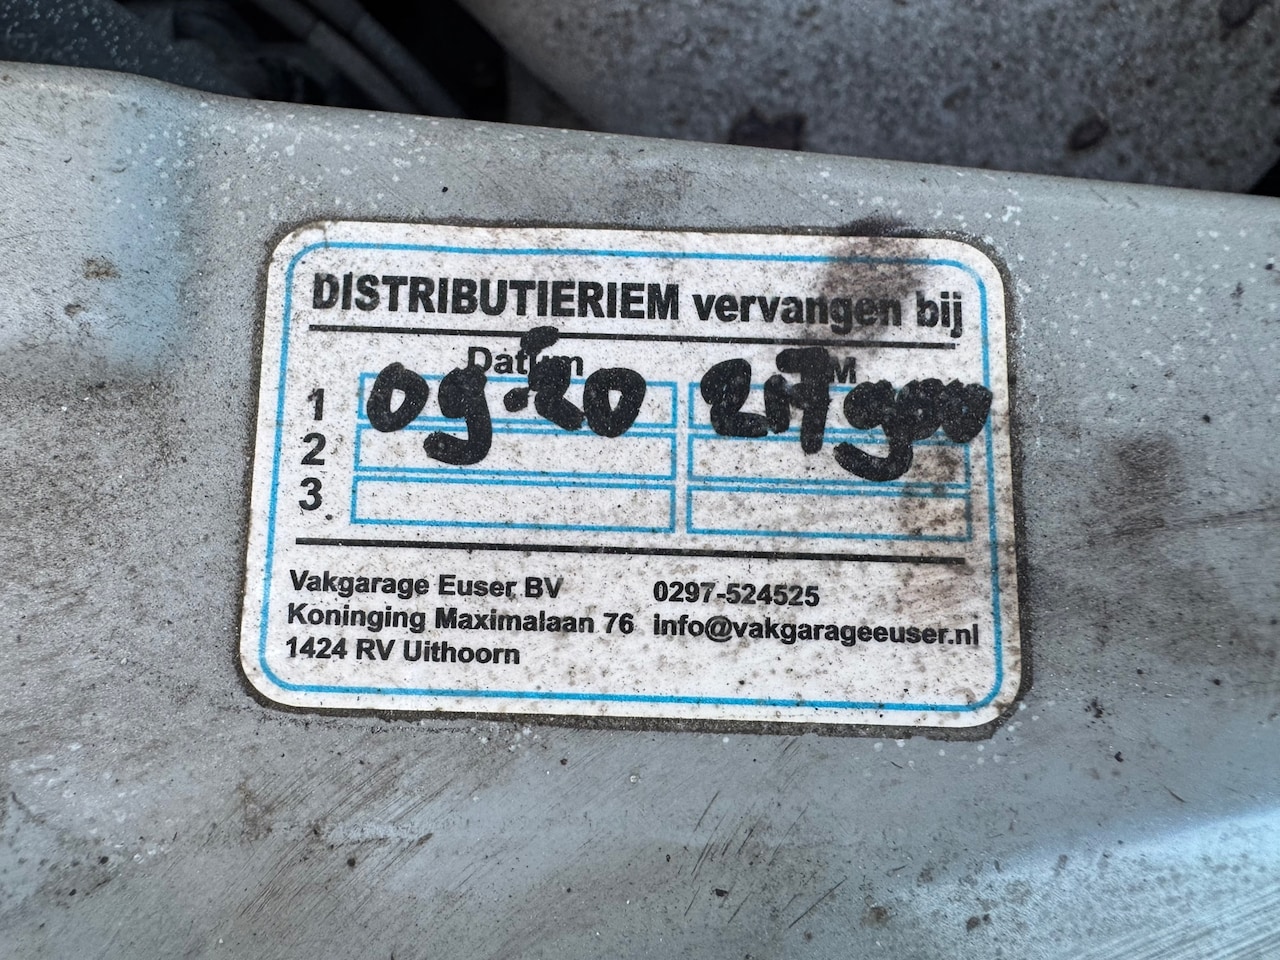 DISTRIBUTIERIEM vervangen bij
Datum KM
1 09-20 217900
2
3
Vakgarage Euser BV 0297-524525
Koninging Maximalaan 76 info@vakgarageeuser.nl
1424 RV Uithoorn